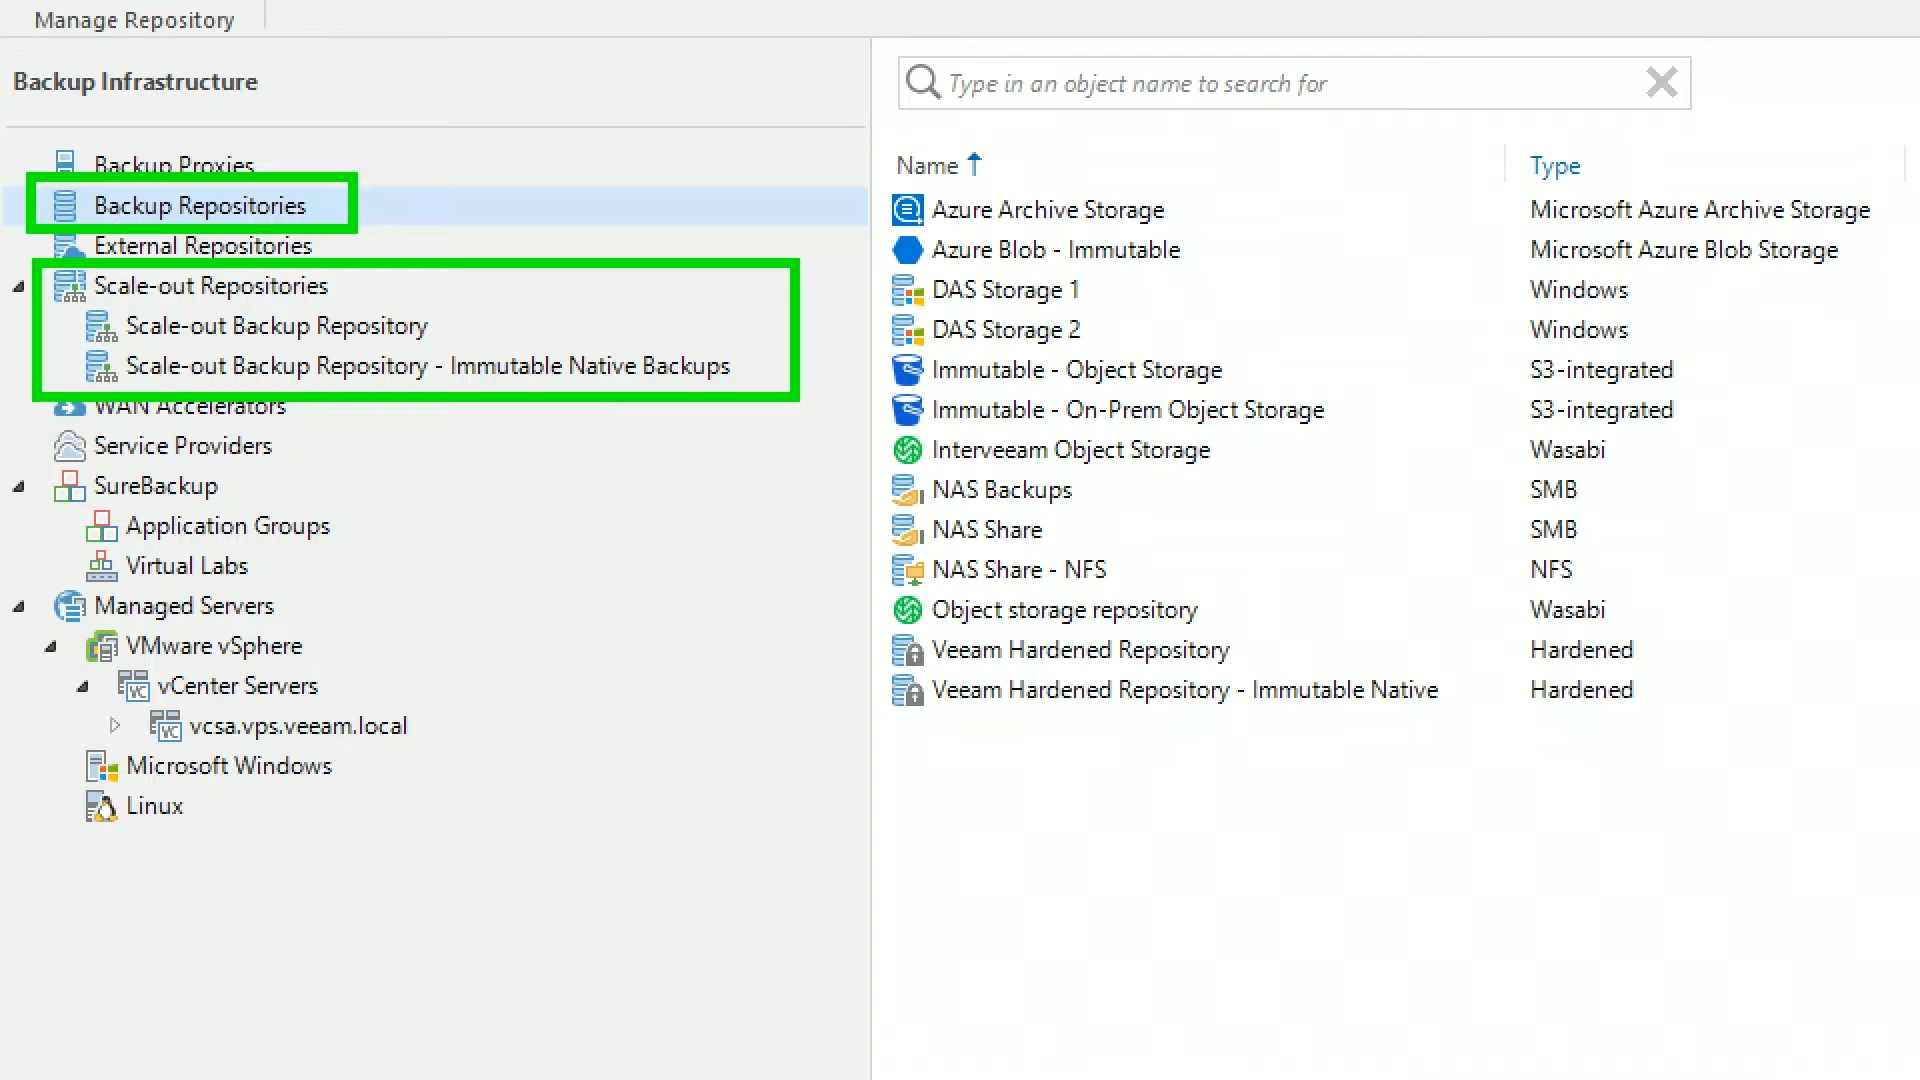 Manage Repository
Backup Infrastructure
Backup Proxies
Backup Repositories
External Repositories
Scale-out Repositories
Scale-out Backup Repository
Scale-out Backup Repository - Immutable Native Backups
WAN Accelerators
Service Providers
SureBackup
Application Groups
Virtual Labs
Managed Servers
VMware vSphere
vCenter Servers
vcsa.vps.veeam.local
Microsoft Windows
Linux
Type in an object name to search for
Name Type
Azure Archive Storage Microsoft Azure Archive Storage
Azure Blob - Immutable Microsoft Azure Blob Storage
DAS Storage 1 Windows
DAS Storage 2 Windows
Immutable - Object Storage S3-integrated
Immutable - On-Prem Object Storage S3-integrated
Interveeam Object Storage Wasabi
NAS Backups SMB
NAS Share SMB
NAS Share - NFS NFS
Object storage repository Wasabi
Veeam Hardened Repository Hardened
Veeam Hardened Repository - Immutable Native Hardened